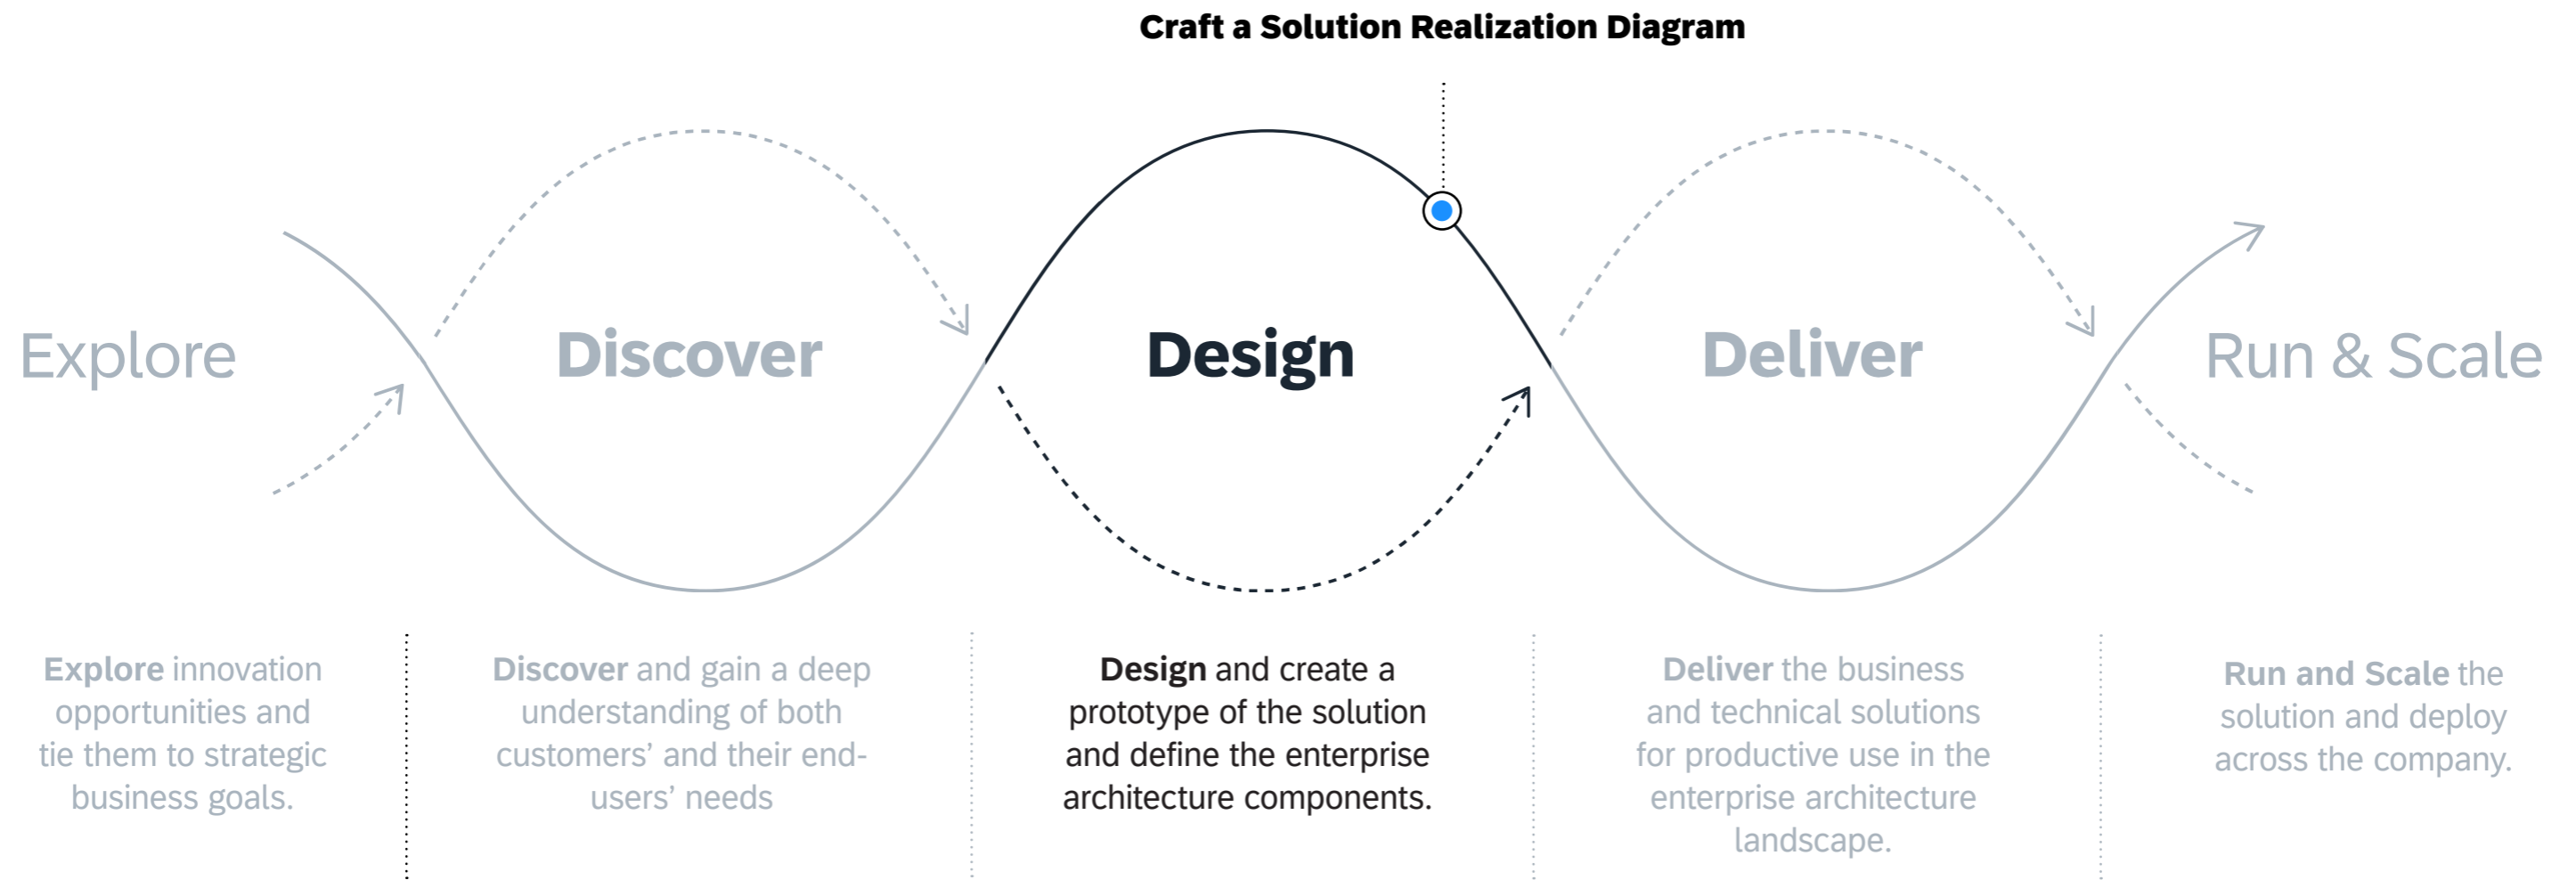 Craft a Solution Realization Diagram
Explore
Discover
Design
Deliver
Run & Scale
Explore innovation
opportunities and
tie them to strategic
business goals.
Discover and gain a deep
understanding of both
customers’ and their end-
users’ needs
Design and create a
prototype of the solution
and define the enterprise
architecture components.
Deliver the business
and technical solutions
for productive use in the
enterprise architecture
landscape.
Run and Scale the
solution and deploy
across the company.